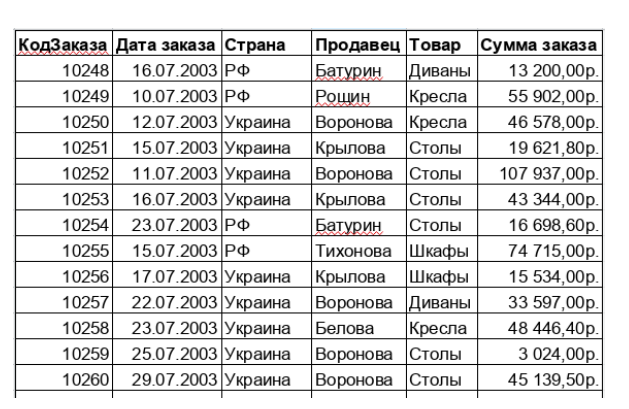 КодЗаказа Дата заказа Страна Продавец Товар Сумма заказа
10248 16.07.2003 РФ Батурин Диваны 13 200,00р.
10249 10.07.2003 РФ Рощин Кресла 55 902,00р.
10250 12.07.2003 Украина Воронова Кресла 46 578,00р.
10251 15.07.2003 Украина Крылова Столы 19 621,80р.
10252 11.07.2003 Украина Воронова Столы 107 937,00р.
10253 16.07.2003 Украина Крылова Столы 43 344,00р.
10254 23.07.2003 РФ Батурин Столы 16 698,60р.
10255 15.07.2003 РФ Тихонова Шкафы 74 715,00р.
10256 17.07.2003 Украина Крылова Шкафы 15 534,00р.
10257 22.07.2003 Украина Воронова Диваны 33 597,00р.
10258 23.07.2003 Украина Белова Кресла 48 446,40р.
10259 25.07.2003 Украина Воронова Столы 3 024,00р.
10260 29.07.2003 Украина Воронова Столы 45 139,50р.